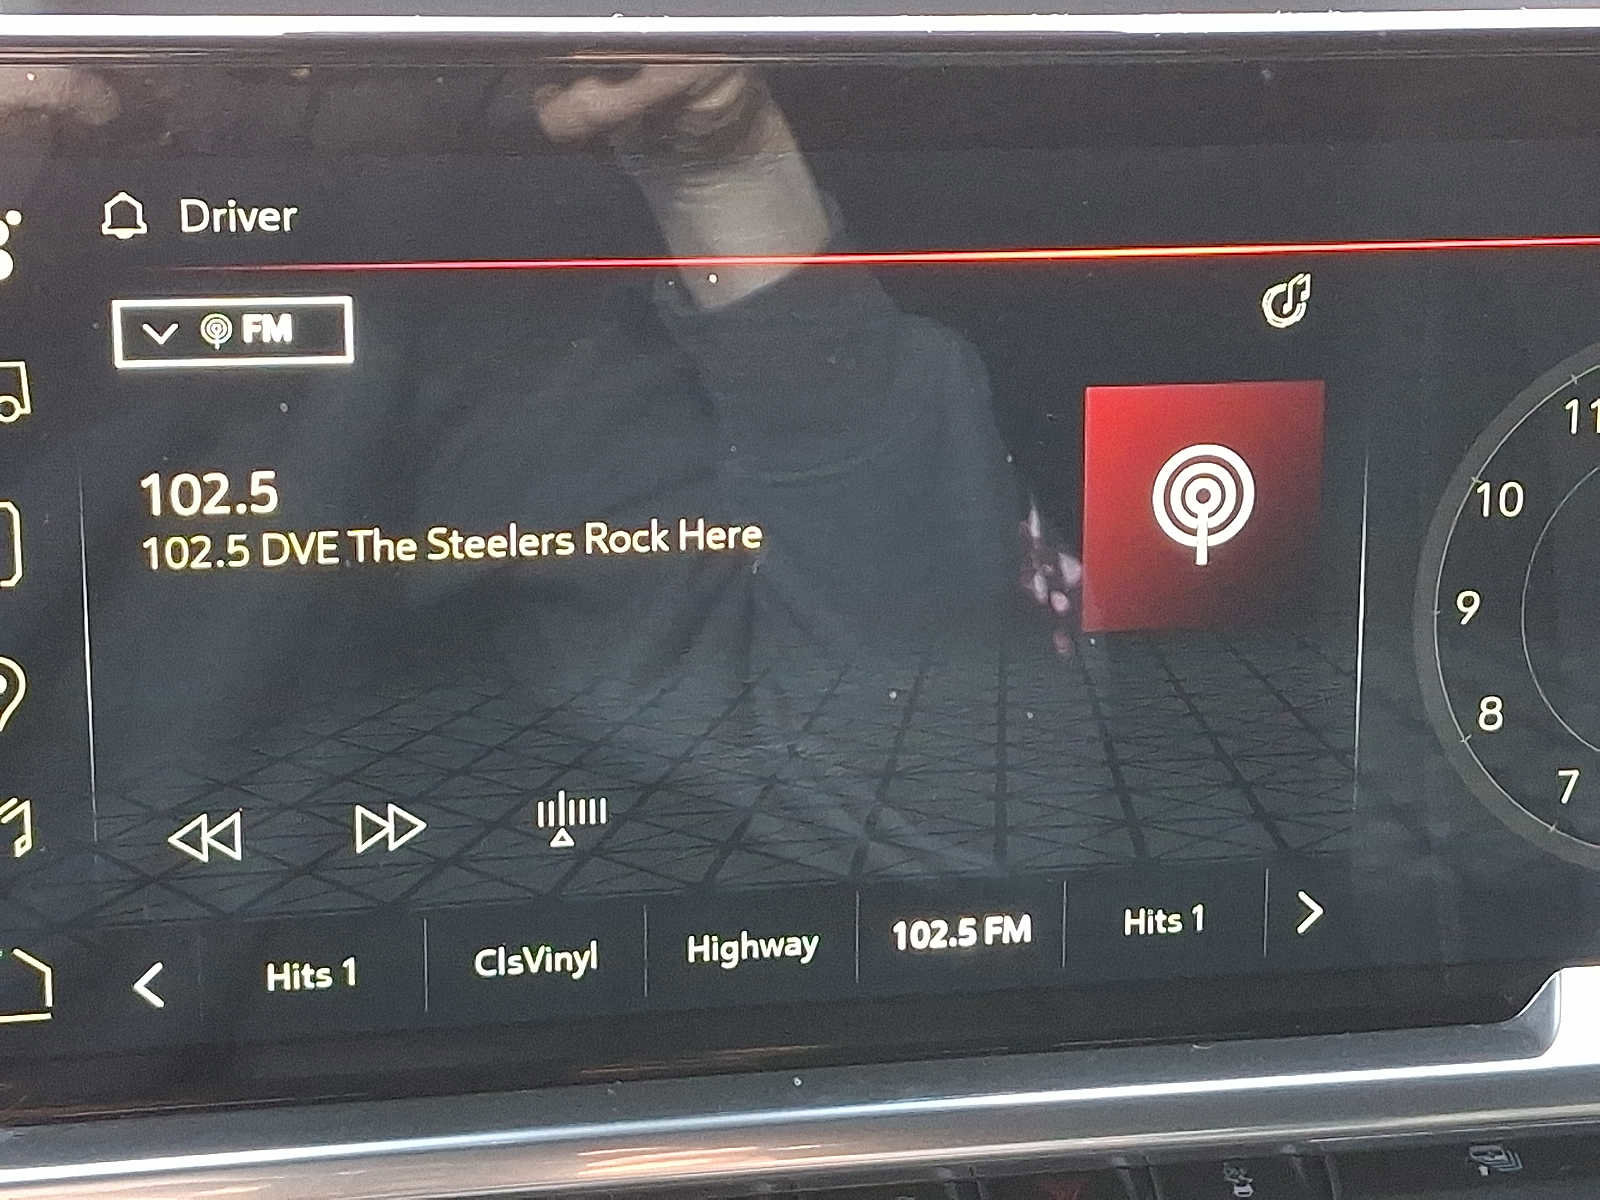 Driver
FM
102.5
102.5 DVE The Steelers Rock Here
11
10
9
8
7
Hits 1
ClsVinyl
Highway
102.5 FM
Hits 1